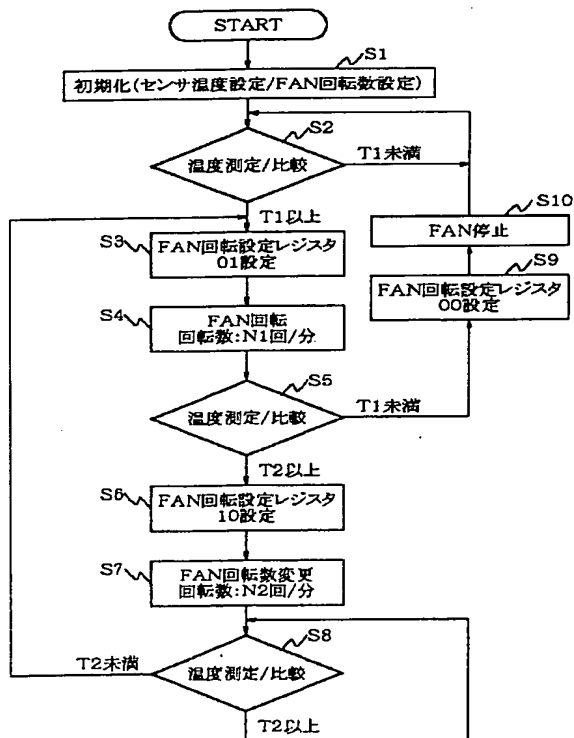 START
S1
初期化(センサ温度設定/FAN回転数設定)
S2
温度測定/比較
T1未満
T1以上
S10
FAN停止
S3
FAN回転設定レジスタ
01設定
S9
FAN回転設定レジスタ
00設定
S4
FAN回転
回転数:N1回/分
S5
温度測定/比較
T1未満
T2以上
S6
FAN回転設定レジスタ
10設定
S7
FAN回転数変更
回転数:N2回/分
S8
温度測定/比較
T2未満
T2以上